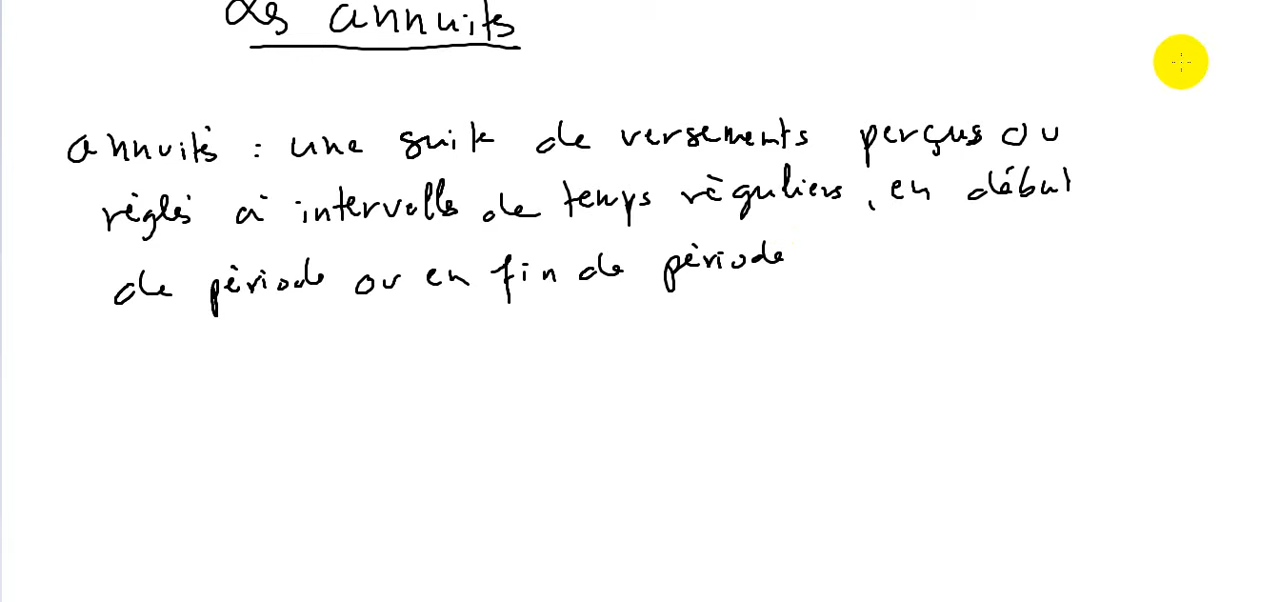 Les annuités
annuités : une suite de versements perçus ou
réglés à intervalles de temps réguliers, en début
de période ou en fin de période